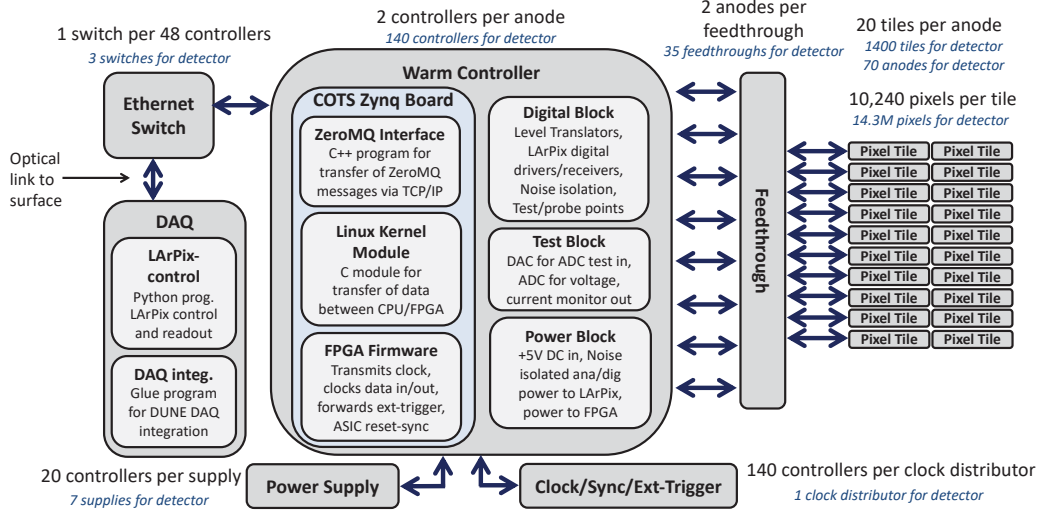 1 switch per 48 controllers
3 switches for detector
2 controllers per anode
140 controllers for detector
2 anodes per
feedthrough
35 feedthroughs for detector
20 tiles per anode
1400 tiles for detector
70 anodes for detector
10,240 pixels per tile
14.3M pixels for detector
Ethernet
Switch
Optical
link to
surface
DAQ
LArPix-
control
Python prog.
LArPix control
and readout
DAQ integ.
Glue program
for DUNE DAQ
integration
Warm Controller
COTS Zynq Board
ZeroMQ Interface
C++ program for
transfer of ZeroMQ
messages via TCP/IP
Linux Kernel
Module
C module for
transfer of data
between CPU/FPGA
FPGA Firmware
Transmits clock,
clocks data in/out,
forwards ext-trigger,
ASIC reset-sync
Digital Block
Level Translators,
LArPix digital
drivers/receivers,
Noise isolation,
Test/probe points
Test Block
DAC for ADC test in,
ADC for voltage,
current monitor out
Power Block
+5V DC in, Noise
isolated ana/dig
power to LArPix,
power to FPGA
Feedthrough
Pixel Tile Pixel Tile
Pixel Tile Pixel Tile
Pixel Tile Pixel Tile
Pixel Tile Pixel Tile
Pixel Tile Pixel Tile
Pixel Tile Pixel Tile
Pixel Tile Pixel Tile
Pixel Tile Pixel Tile
Pixel Tile Pixel Tile
Pixel Tile Pixel Tile
20 controllers per supply
7 supplies for detector
Power Supply
Clock/Sync/Ext-Trigger
140 controllers per clock distributor
1 clock distributor for detector